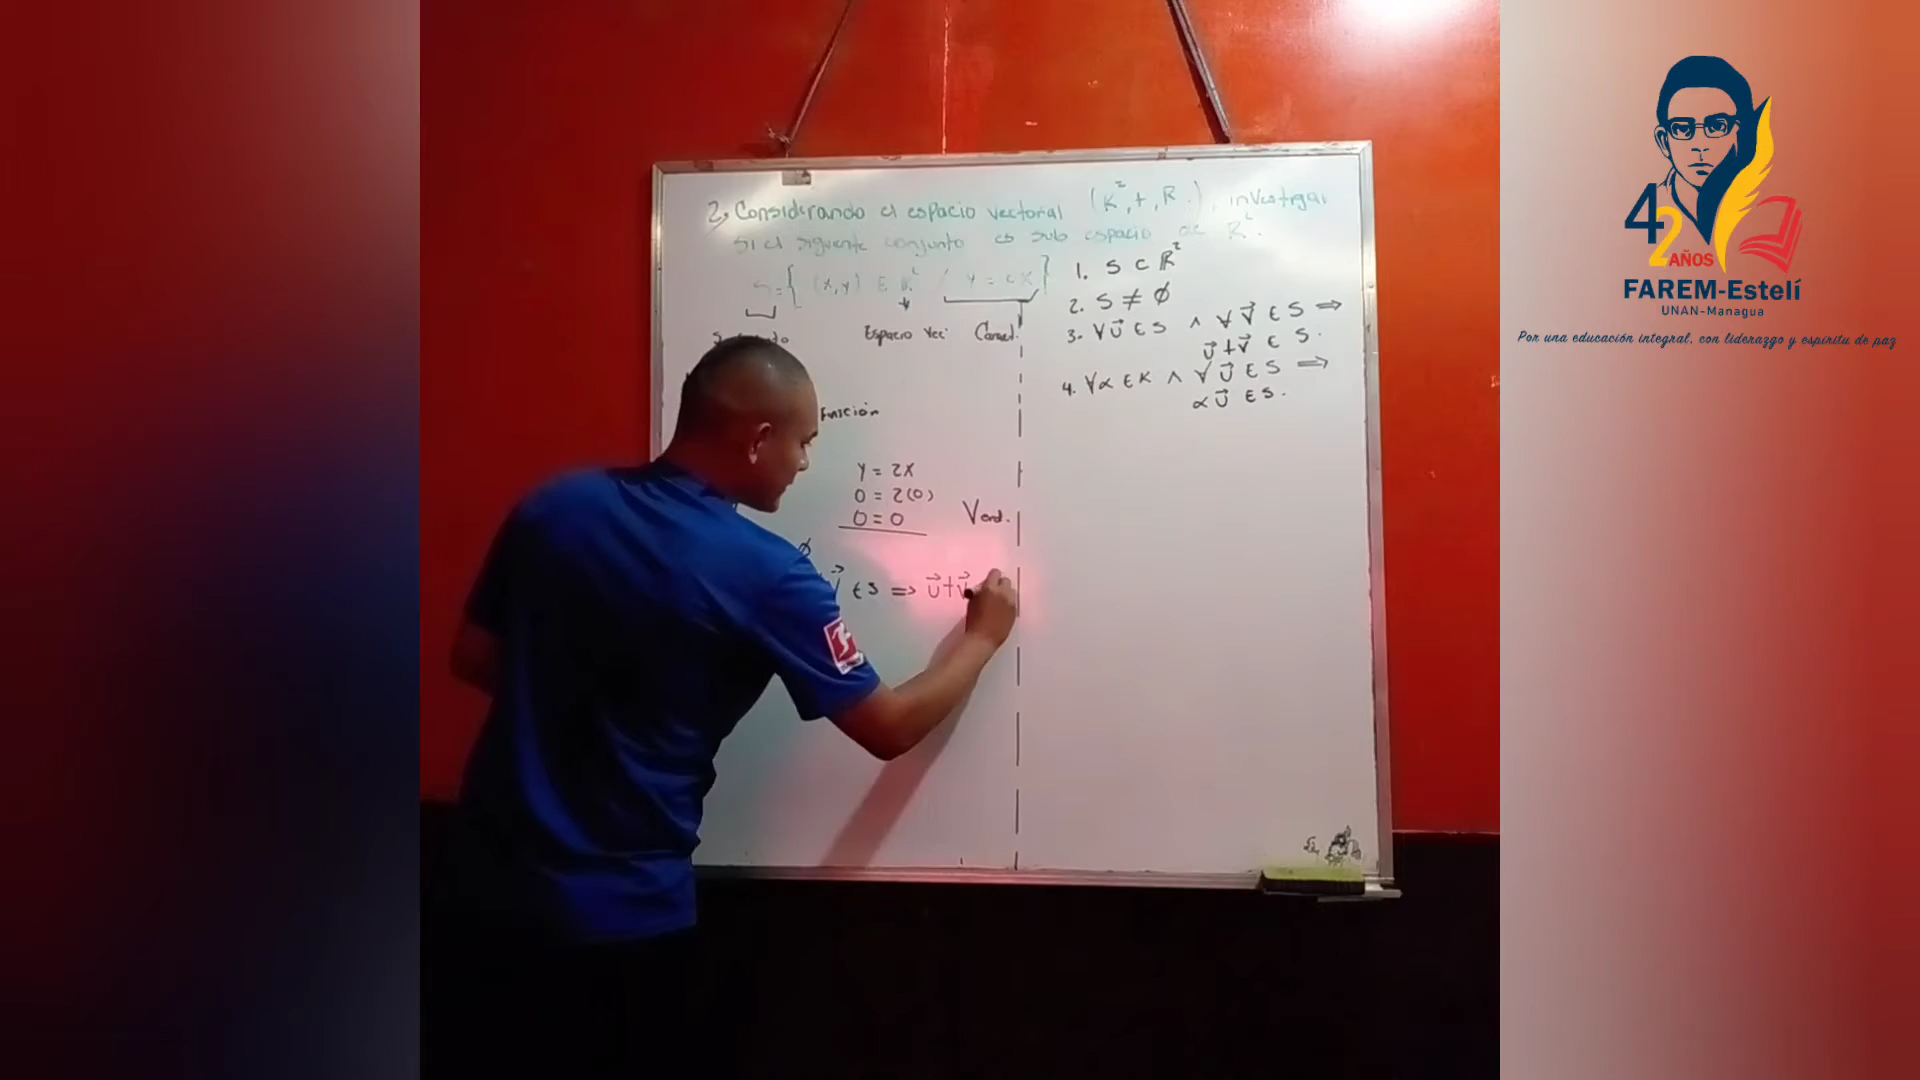 2. Considerando el espacio vectorial (K², +, R .), investigar
si el siguiente conjunto es sub espacio de R².
S = { (x,y) ∈ R² / Y = 2X }
Espacio Vec Caract.
Función
Y = 2X
0 = 2(0)
0 = 0 Verd.
∅
V⃗ ∈ S ⇒ U⃗+V⃗
1. S ⊂ R²
2. S ≠ ∅
3. ∀U⃗ ∈ S ∧ ∀ V⃗ ∈ S ⇒
U⃗+V⃗ ∈ S.
4. ∀α ∈ K ∧ ∀ U⃗ ∈ S ⇒
αU⃗ ∈ S.
42
AÑOS
FAREM-Estelí
UNAN-Managua
Por una educación integral, con liderazgo y espíritu de paz